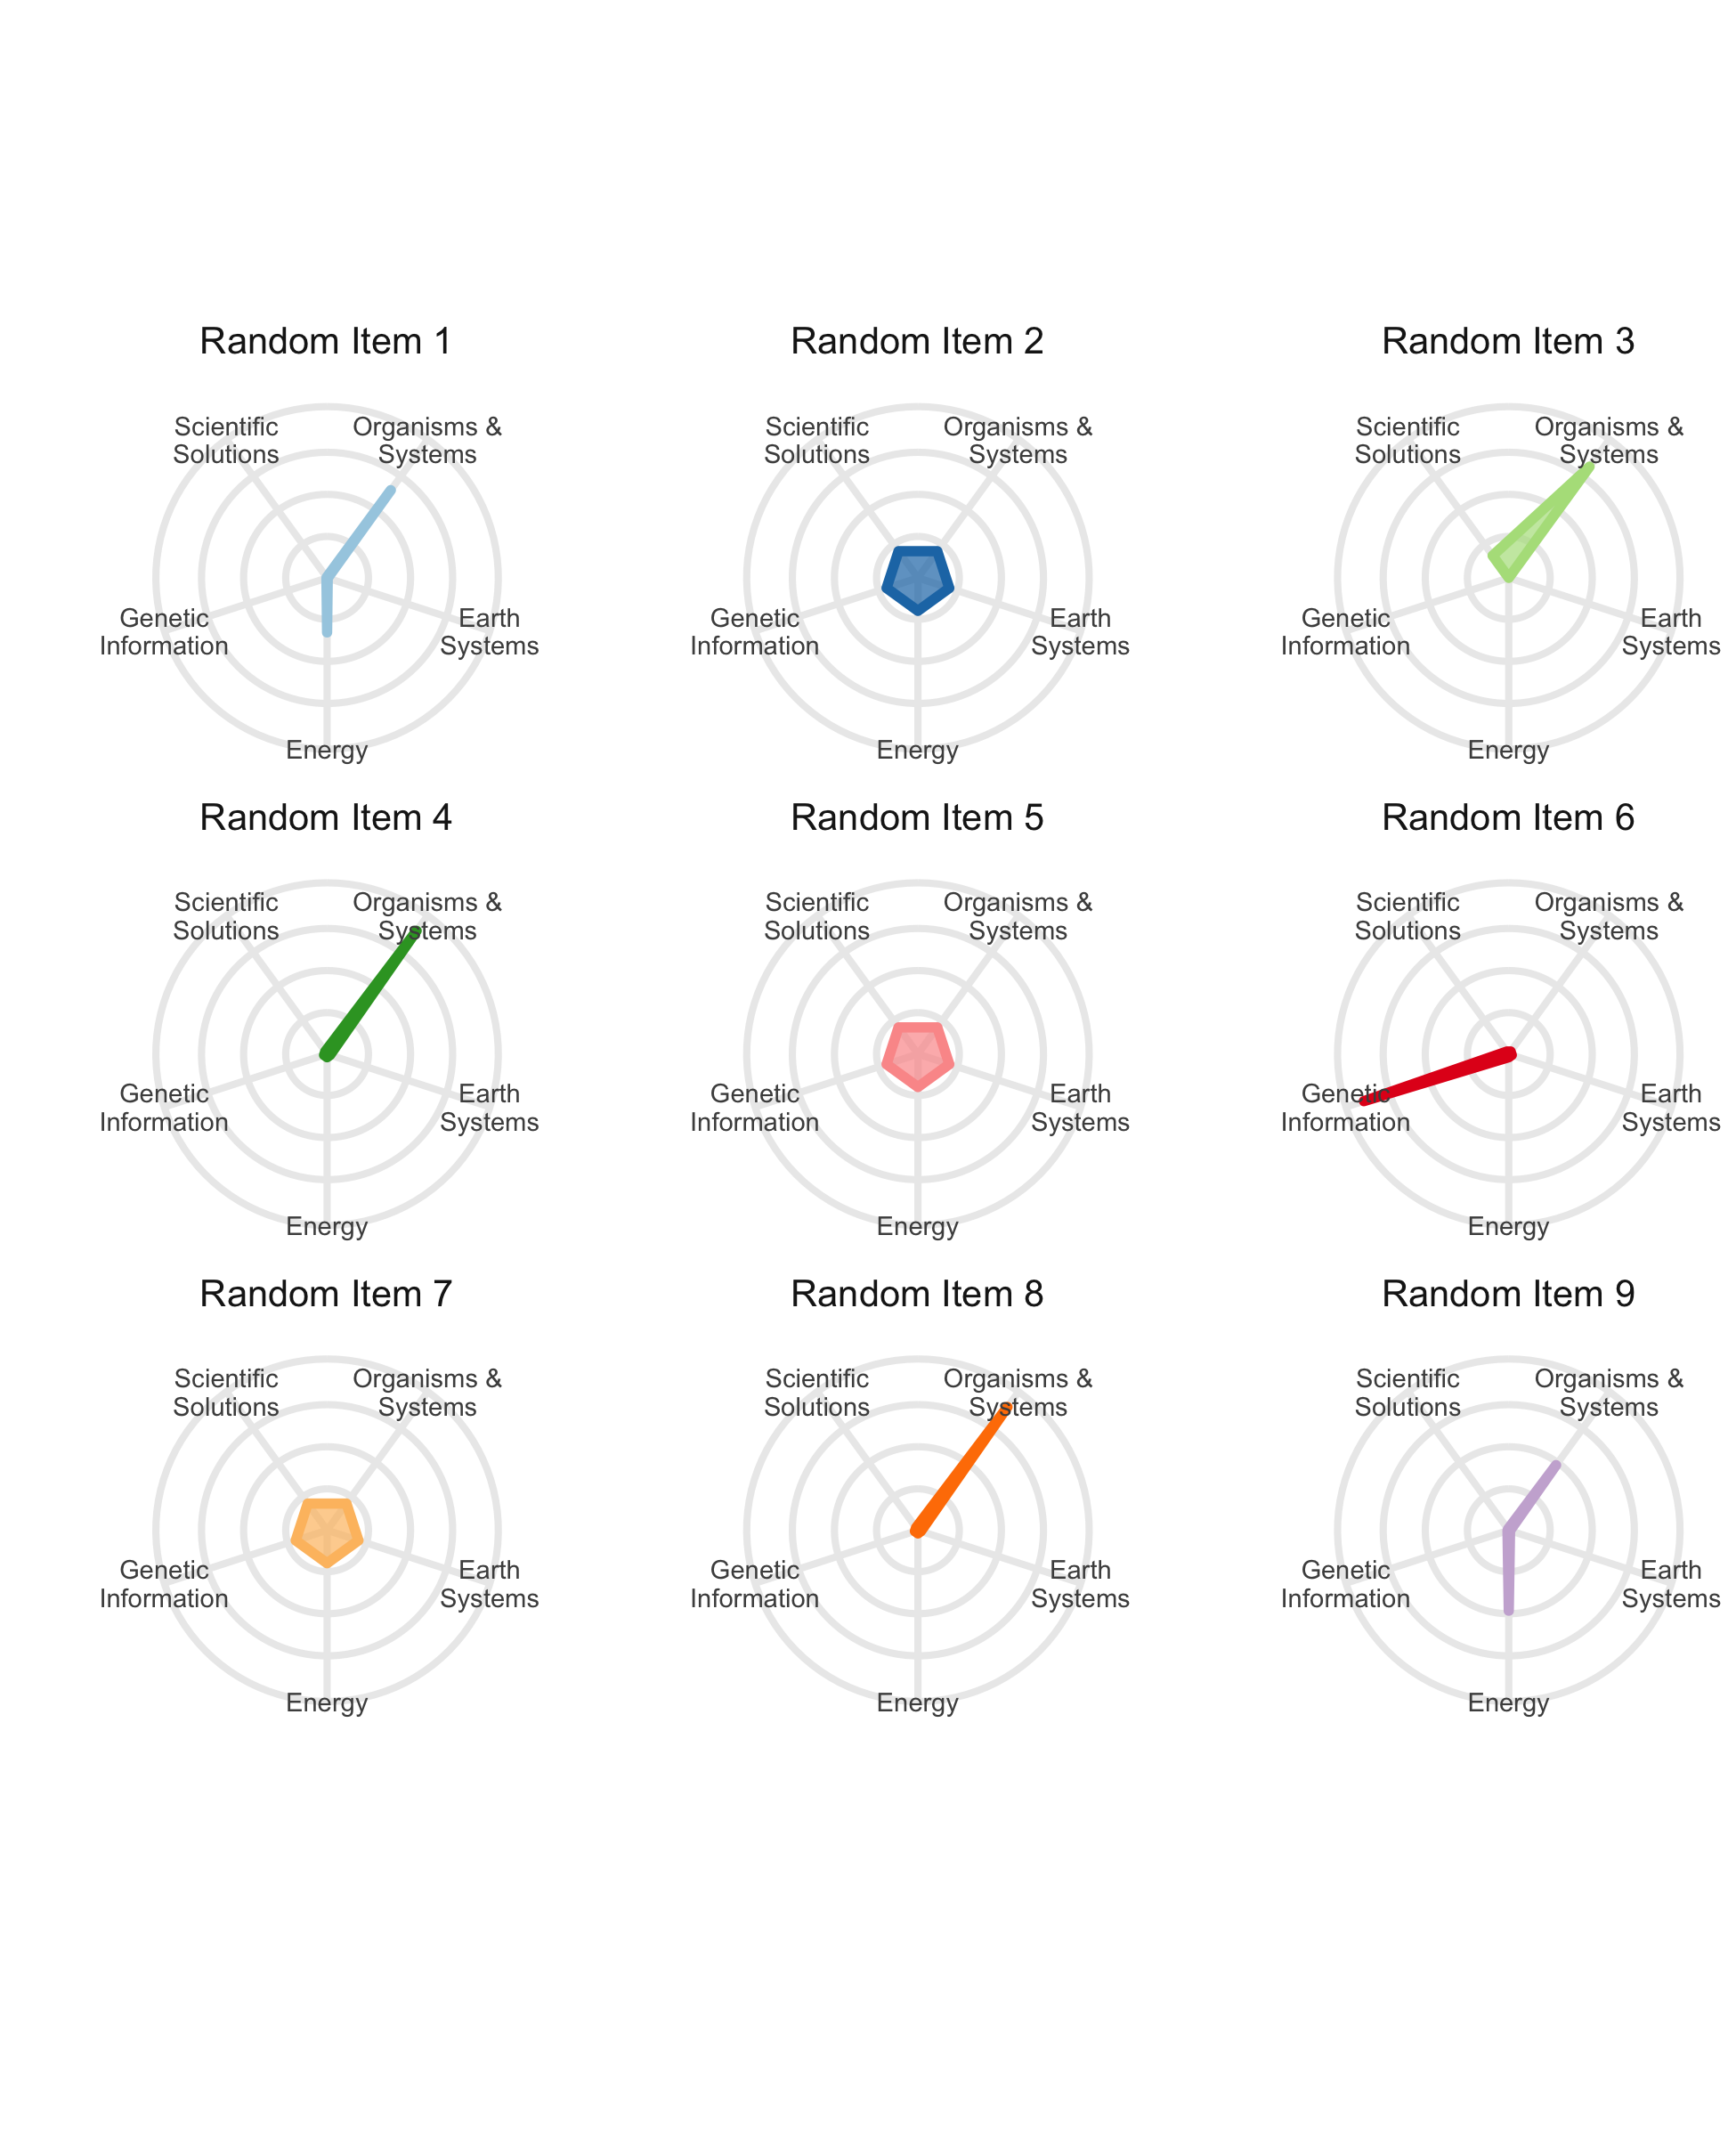 Random Item 1
Scientific
Solutions
Organisms &
Systems
Genetic
Information
Earth
Systems
Energy
Random Item 2
Scientific
Solutions
Organisms &
Systems
Genetic
Information
Earth
Systems
Energy
Random Item 3
Scientific
Solutions
Organisms &
Systems
Genetic
Information
Earth
Systems
Energy
Random Item 4
Scientific
Solutions
Organisms &
Systems
Genetic
Information
Earth
Systems
Energy
Random Item 5
Scientific
Solutions
Organisms &
Systems
Genetic
Information
Earth
Systems
Energy
Random Item 6
Scientific
Solutions
Organisms &
Systems
Genetic
Information
Earth
Systems
Energy
Random Item 7
Scientific
Solutions
Organisms &
Systems
Genetic
Information
Earth
Systems
Energy
Random Item 8
Scientific
Solutions
Organisms &
Systems
Genetic
Information
Earth
Systems
Energy
Random Item 9
Scientific
Solutions
Organisms &
Systems
Genetic
Information
Earth
Systems
Energy